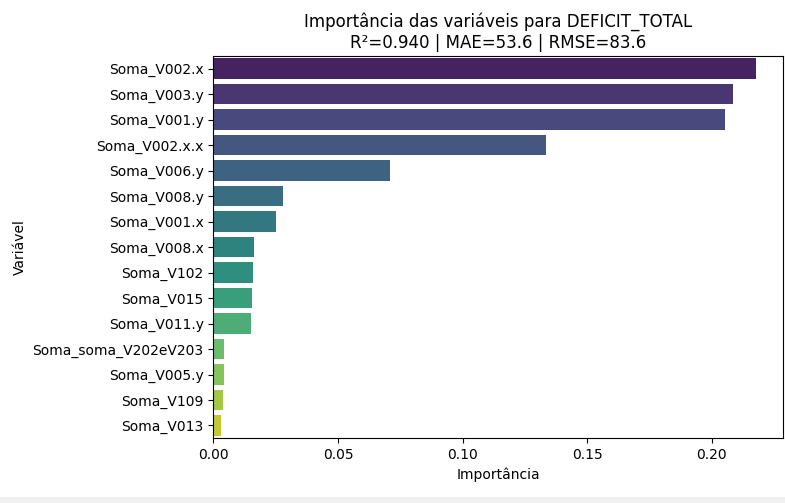 Importância das variáveis para DEFICIT_TOTAL
R²=0.940 | MAE=53.6 | RMSE=83.6
Variável
Soma_V002.x
Soma_V003.y
Soma_V001.y
Soma_V002.x.x
Soma_V006.y
Soma_V008.y
Soma_V001.x
Soma_V008.x
Soma_V102
Soma_V015
Soma_V011.y
Soma_soma_V202eV203
Soma_V005.y
Soma_V109
Soma_V013
0.00 0.05 0.10 0.15 0.20
Importância